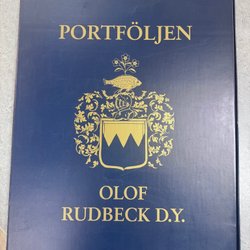 PORTFÖLJEN
OLOF
RUDBECK D.Y.